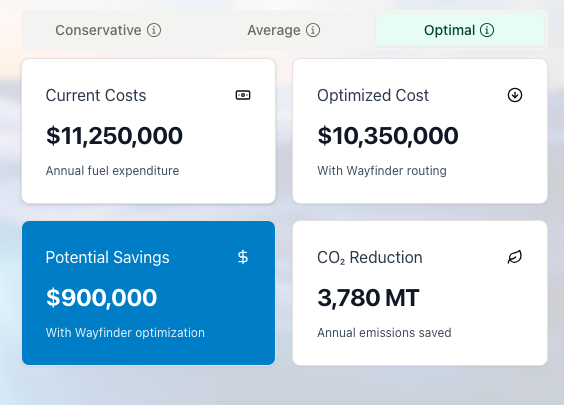 Conservative Average Optimal
Current Costs
$11,250,000
Annual fuel expenditure
Optimized Cost
$10,350,000
With Wayfinder routing
Potential Savings $
$900,000
With Wayfinder optimization
CO₂ Reduction
3,780 MT
Annual emissions saved